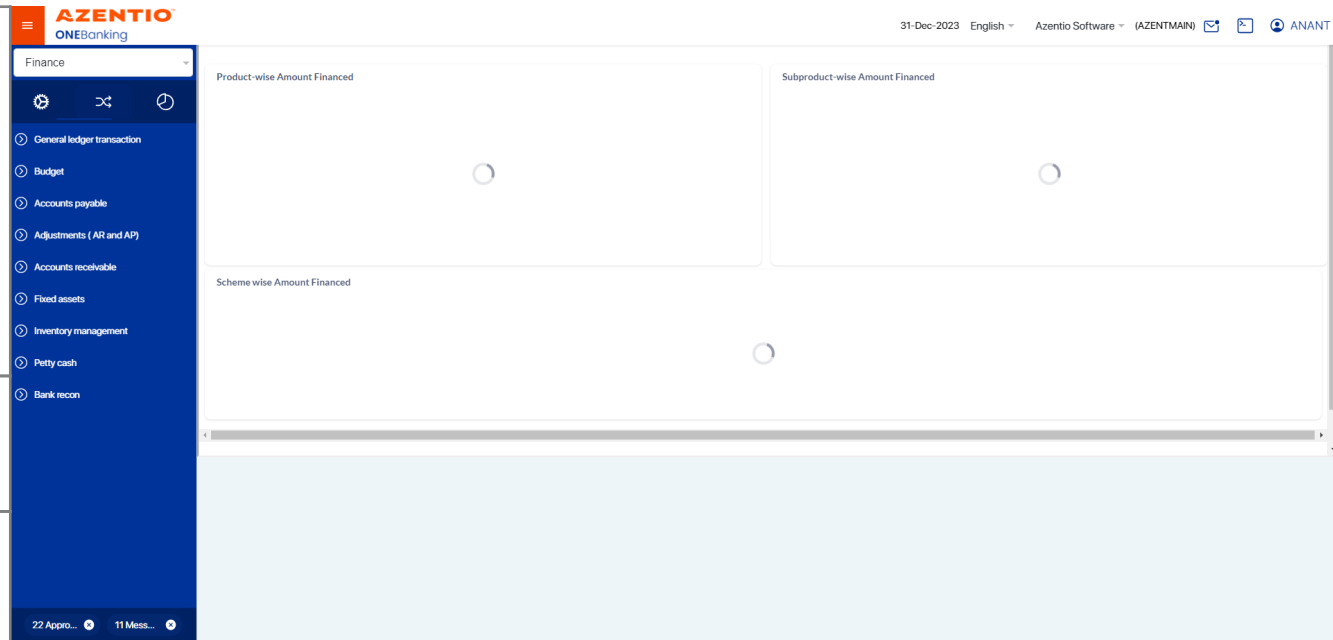 AZENTIO
ONEBanking
31-Dec-2023 English Azentio Software (AZENTMAIN) ANANT
Finance
General ledger transaction
Budget
Accounts payable
Adjustments ( AR and AP)
Accounts receivable
Fixed assets
Inventory management
Petty cash
Bank recon
22 Appro... 11 Mess...
Product-wise Amount Financed
Subproduct-wise Amount Financed
Scheme wise Amount Financed